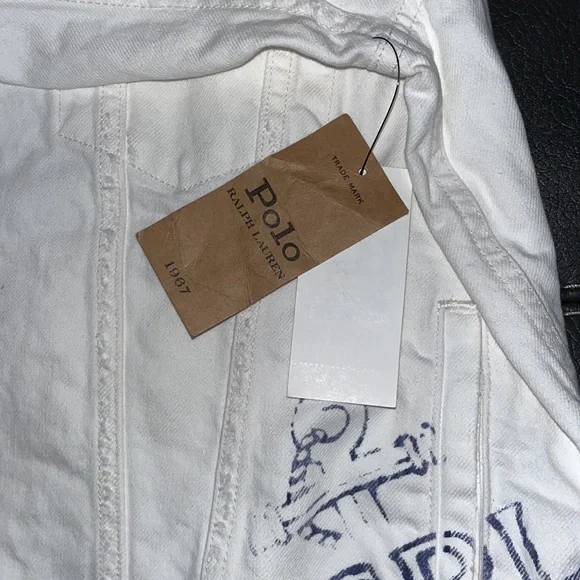 TRADE MARK
Polo
RALPH LAUREN
1967